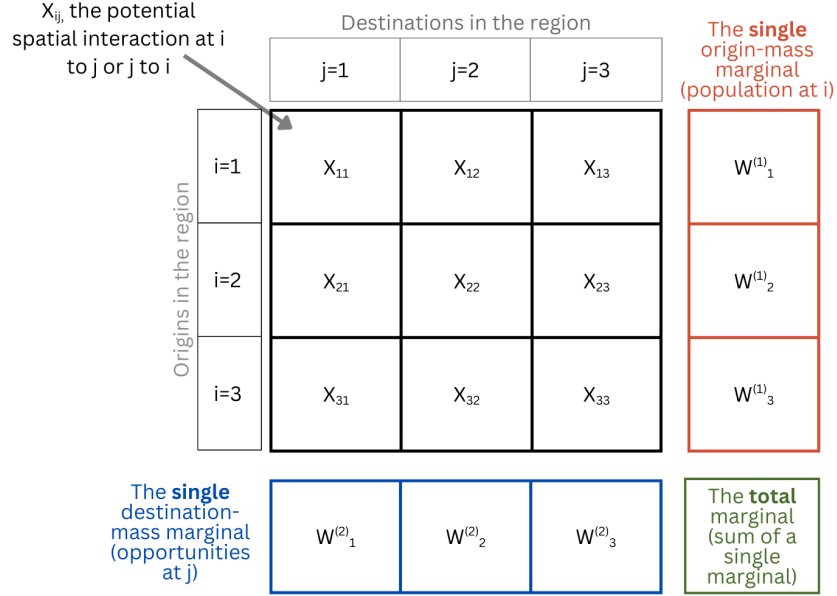 Xij, the potential
spatial interaction at i
to j or j to i
Destinations in the region
j=1 j=2 j=3
The single
origin-mass
marginal
(population at i)
Origins in the region
i=1 X11 X12 X13 W(1)1
i=2 X21 X22 X23 W(1)2
i=3 X31 X32 X33 W(1)3
The single
destination-
mass marginal
(opportunities
at j)
W(2)1 W(2)2 W(2)3
The total
marginal
(sum of a
single
marginal)